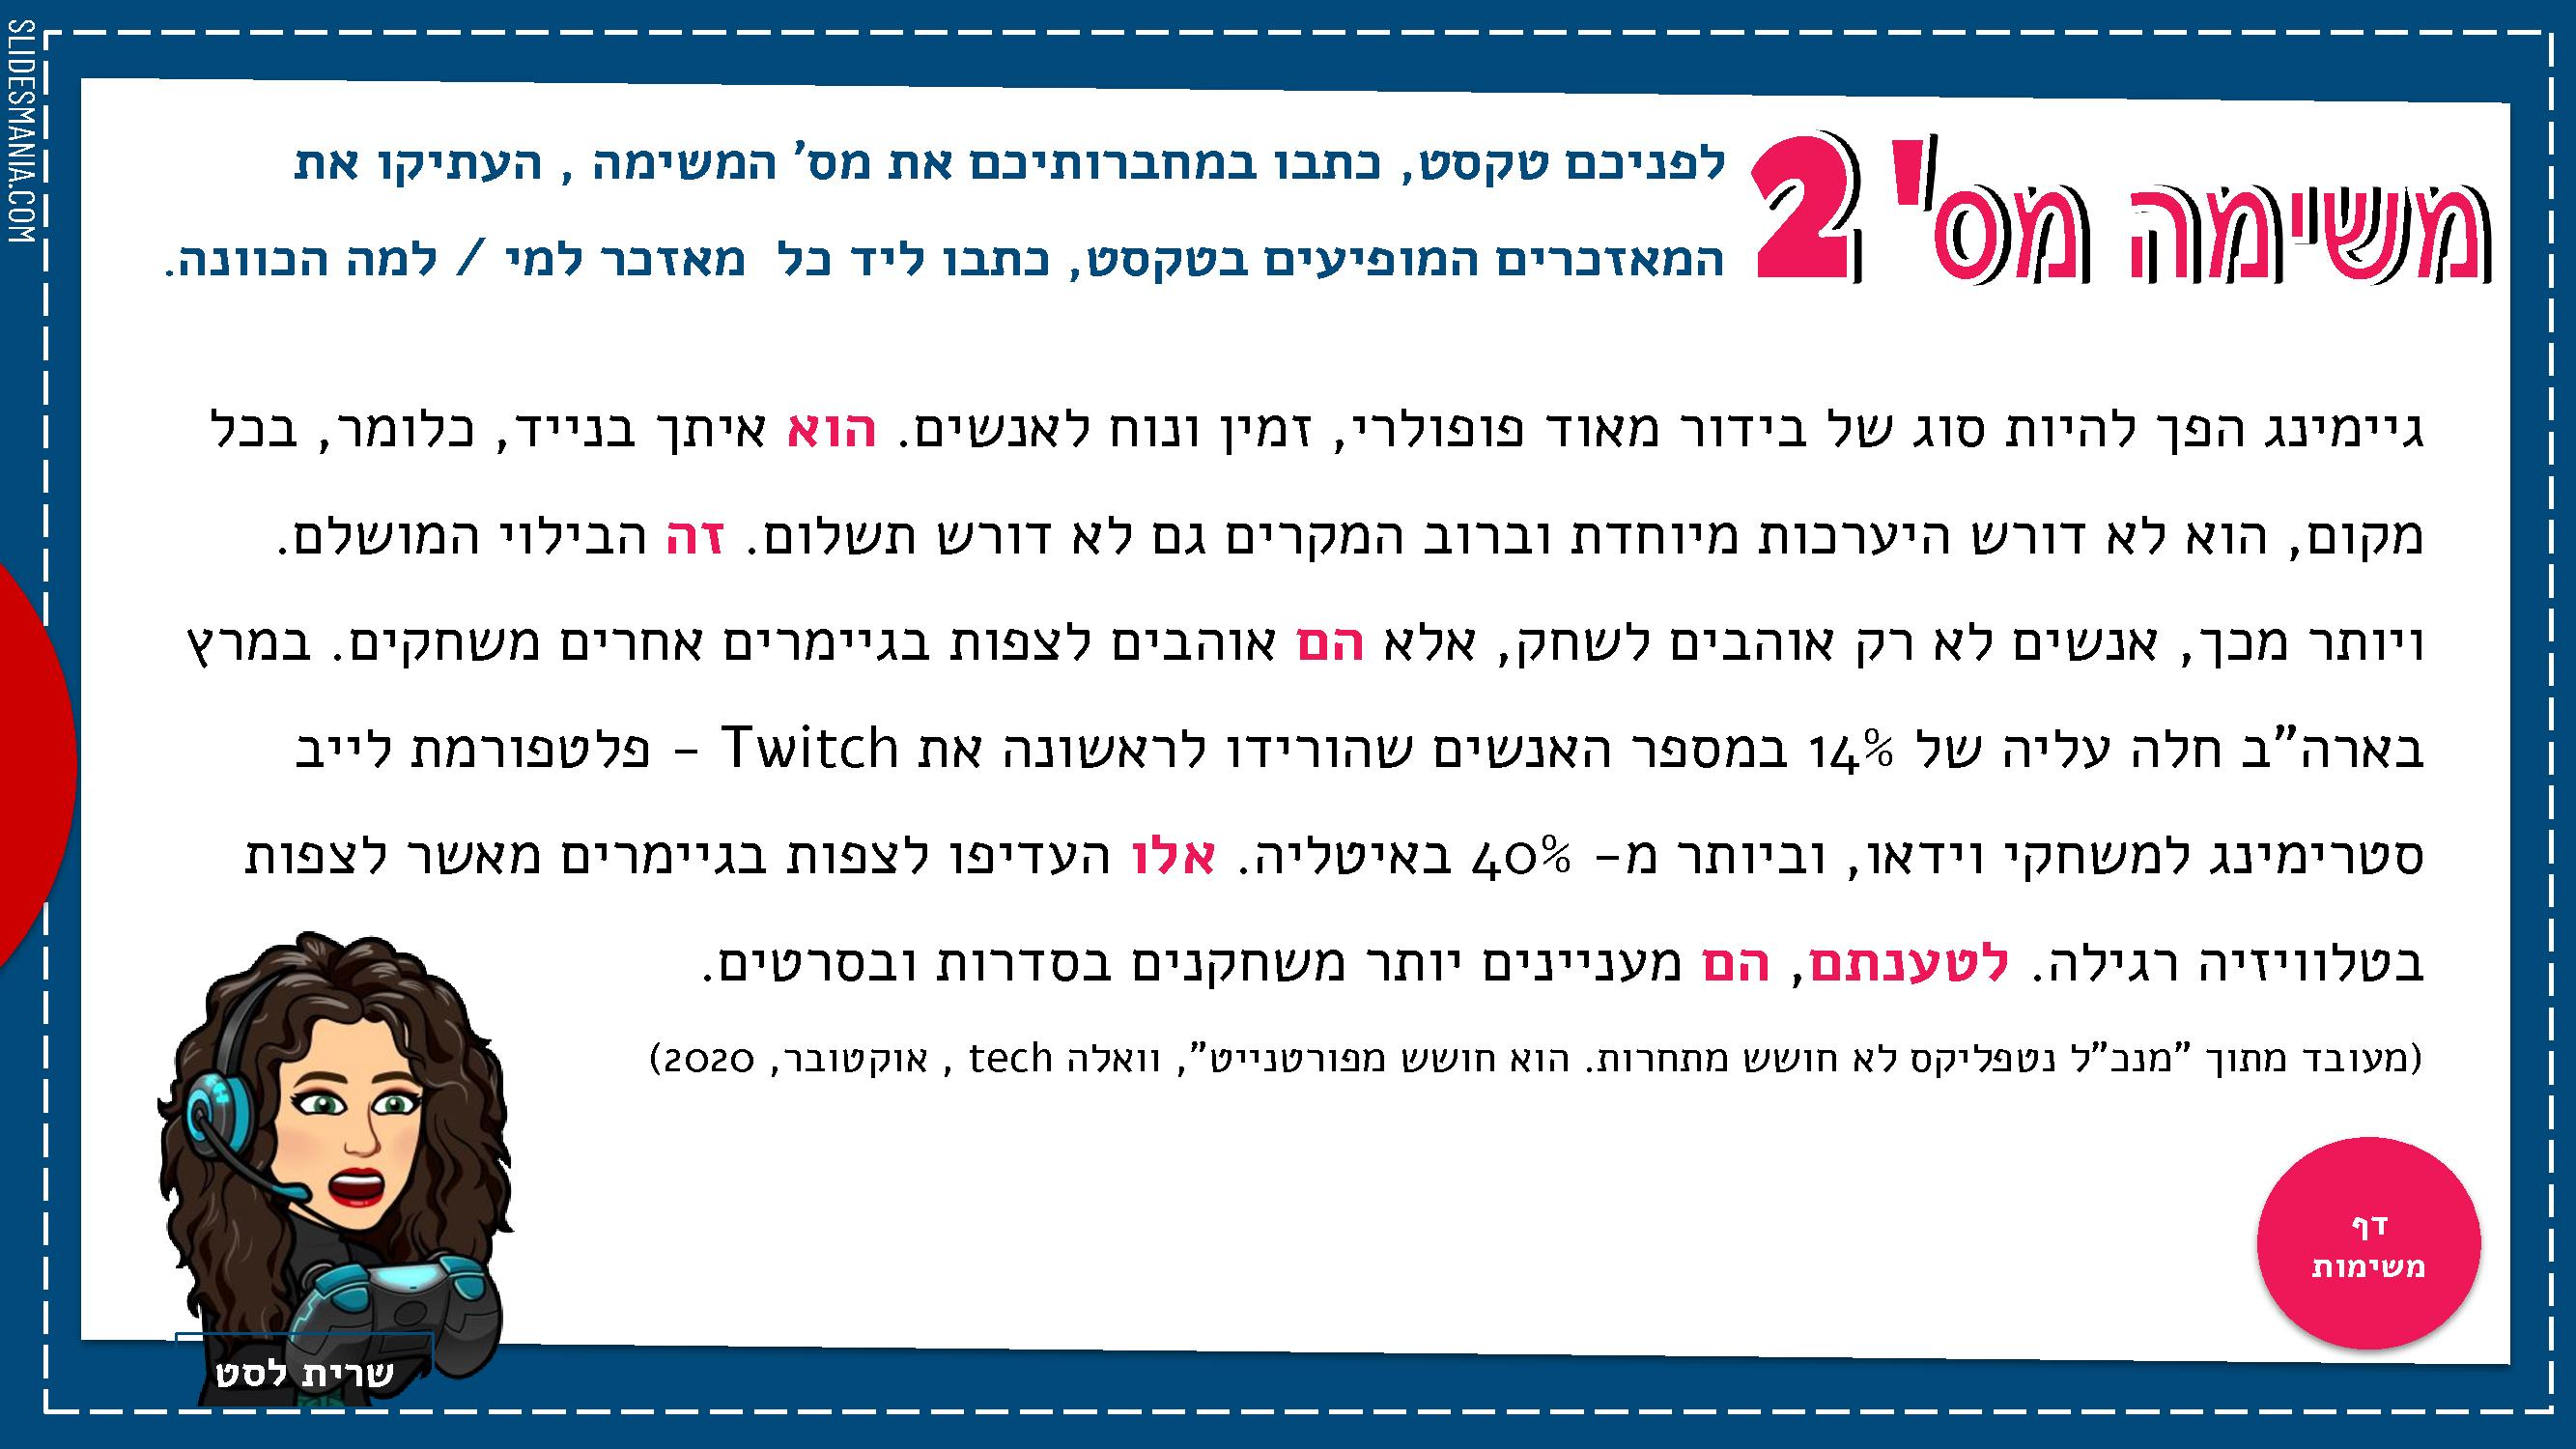 SLIDESMANIA.COM
משימה מס' 2
לפניכם טקסט, כתבו במחברותיכם את מס' המשימה , העתיקו את
המאזכרים המופיעים בטקסט, כתבו ליד כל מאזכר למי / למה הכוונה.
גיימינג הפך להיות סוג של בידור מאוד פופולרי, זמין ונוח לאנשים. הוא איתך בנייד, כלומר, בכל
מקום, הוא לא דורש היערכות מיוחדת וברוב המקרים גם לא דורש תשלום. זה הבילוי המושלם.
ויותר מכך, אנשים לא רק אוהבים לשחק, אלא הם אוהבים לצפות בגיימרים אחרים משחקים. במרץ
בארה"ב חלה עליה של 14% במספר האנשים שהורידו לראשונה את Twitch - פלטפורמת לייב
סטרימינג למשחקי וידאו, וביותר מ- 40% באיטליה. אלו העדיפו לצפות בגיימרים מאשר לצפות
בטלוויזיה רגילה. לטענתם, הם מעניינים יותר משחקנים בסדרות ובסרטים.
(מעובד מתוך "מנכ"ל נטפליקס לא חושש מתחרות. הוא חושש מפורטנייט", וואלה tech , אוקטובר, 2020)
דף
משימות
שרית לסט